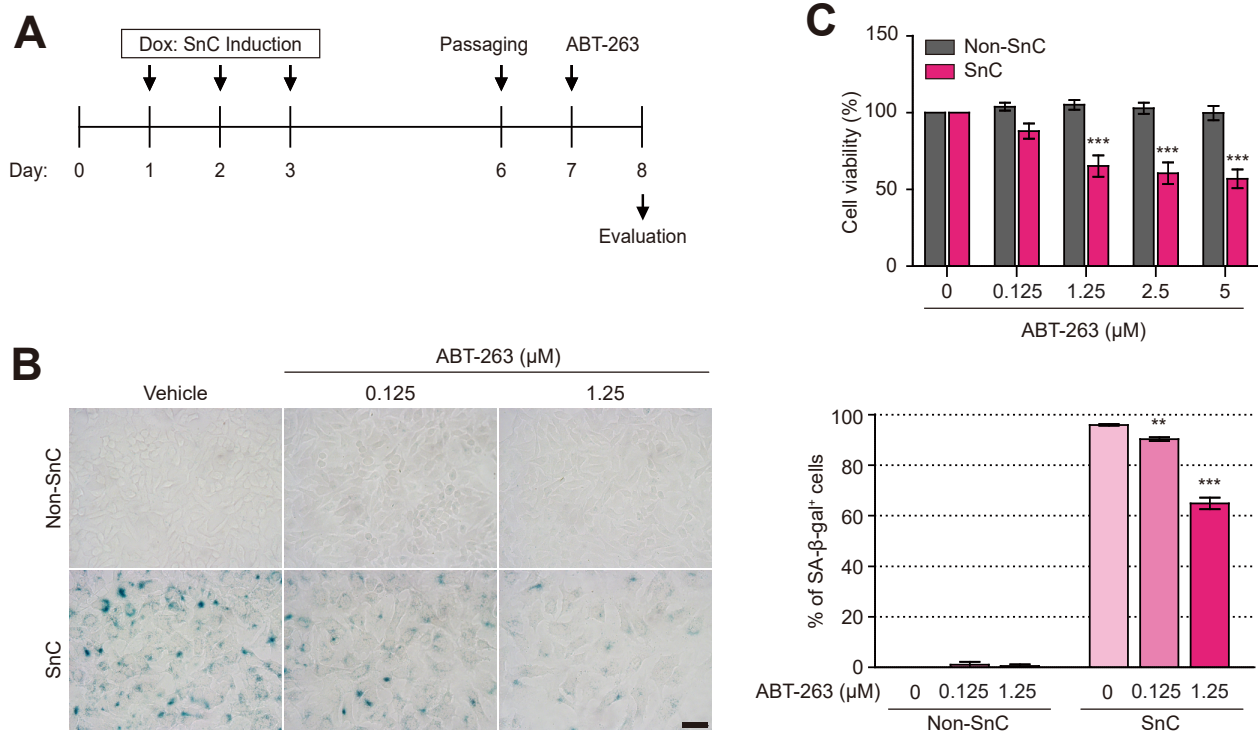 A
Dox: SnC Induction
Passaging
ABT-263
Day:
0
1
2
3
6
7
8
Evaluation
B
ABT-263 (μM)
Vehicle
0.125
1.25
Non-SnC
SnC
C
Non-SnC
SnC
Cell viability (%)
150
100
50
0
***
***
***
0
0.125
1.25
2.5
5
ABT-263 (μM)
% of SA-β-gal⁺ cells
100
80
60
40
20
0
**
***
ABT-263 (μM)
0
0.125
1.25
0
0.125
1.25
Non-SnC
SnC